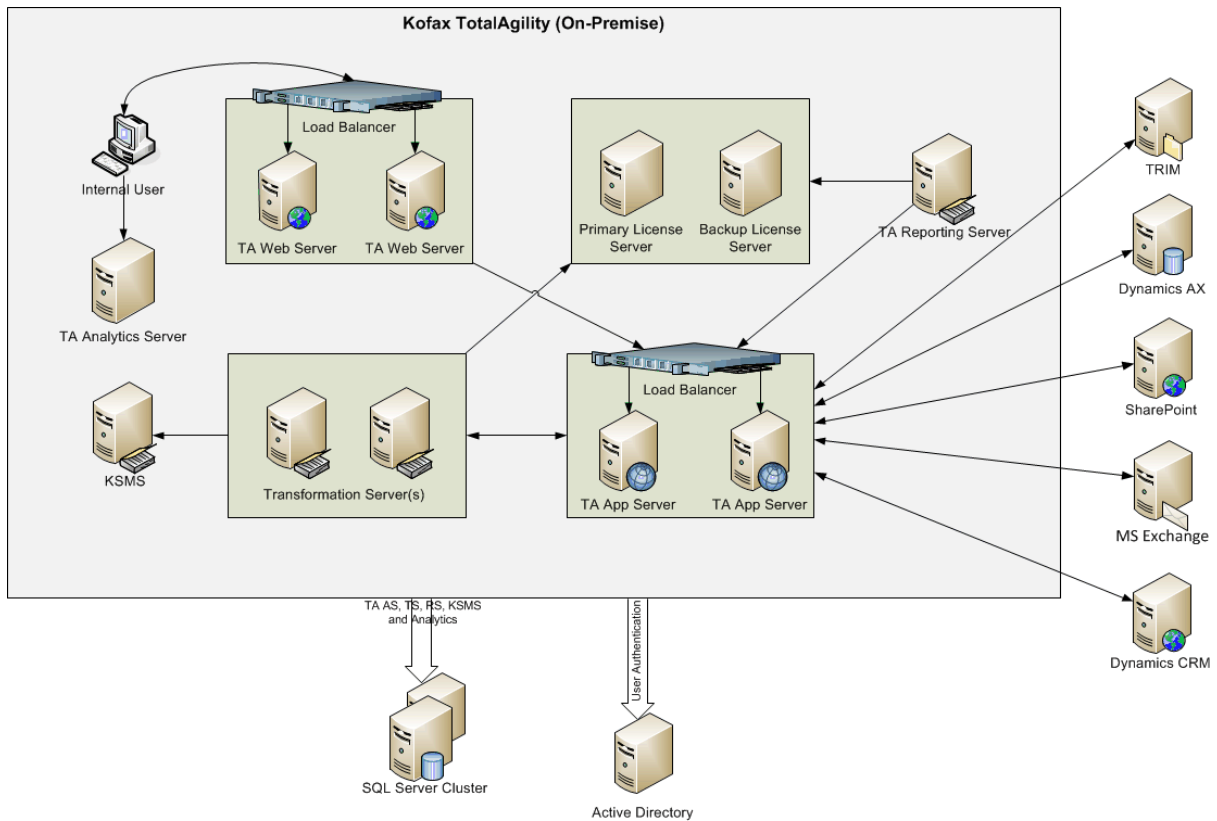 Kofax TotalAgility (On-Premise)
Load Balancer
Internal User
TA Web Server
TA Web Server
Primary License
Server
Backup License
Server
TA Reporting Server
TRIM
Dynamics AX
TA Analytics Server
Load Balancer
SharePoint
KSMS
Transformation Server(s)
TA App Server
TA App Server
MS Exchange
TA AS, TS, RS, KSMS
and Analytics
User Authentication
Dynamics CRM
SQL Server Cluster
Active Directory